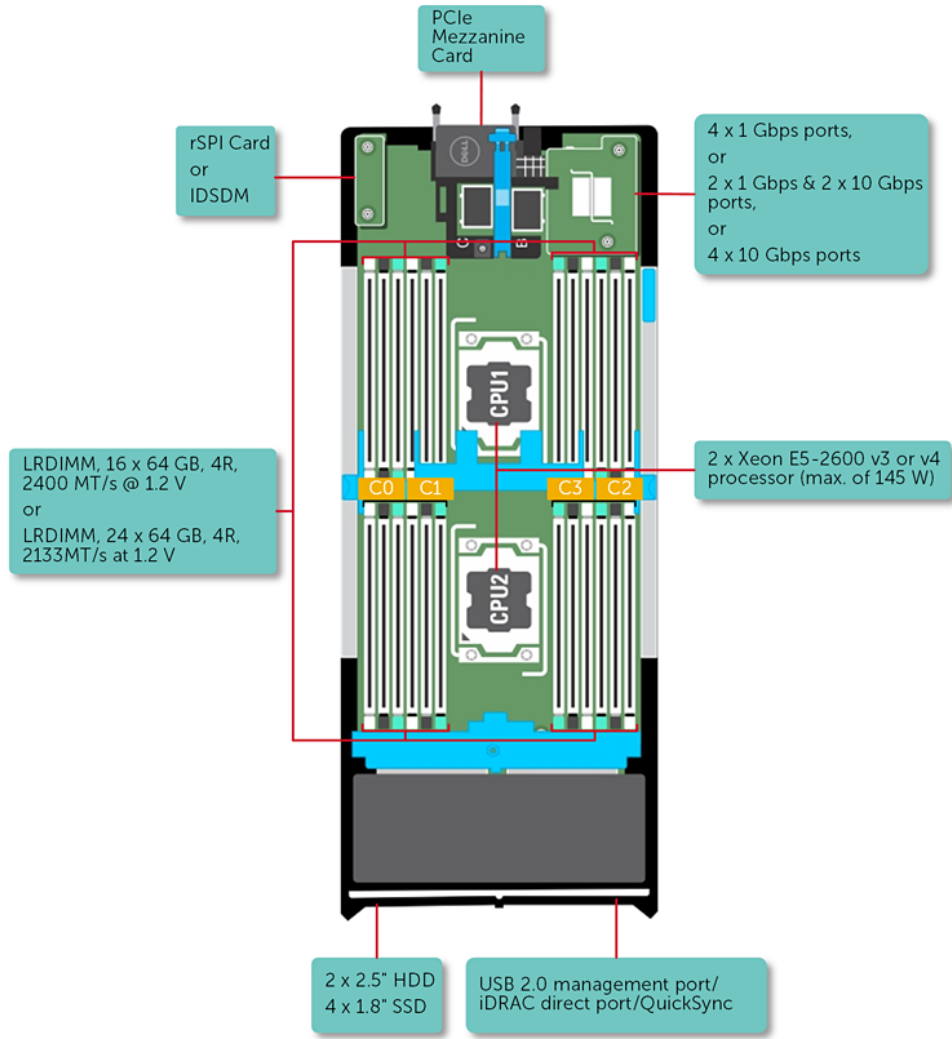 PCIe
Mezzanine
Card
rSPI Card
or
IDSDM
4 x 1 Gbps ports,
or
2 x 1 Gbps & 2 x 10 Gbps
ports,
or
4 x 10 Gbps ports
DELL
C
B
CPU1
LRDIMM, 16 x 64 GB, 4R,
2400 MT/s @ 1.2 V
or
LRDIMM, 24 x 64 GB, 4R,
2133MT/s at 1.2 V
C0
C1
C3
C2
2 x Xeon E5-2600 v3 or v4
processor (max. of 145 W)
CPU2
2 x 2.5" HDD
4 x 1.8" SSD
USB 2.0 management port/
iDRAC direct port/QuickSync